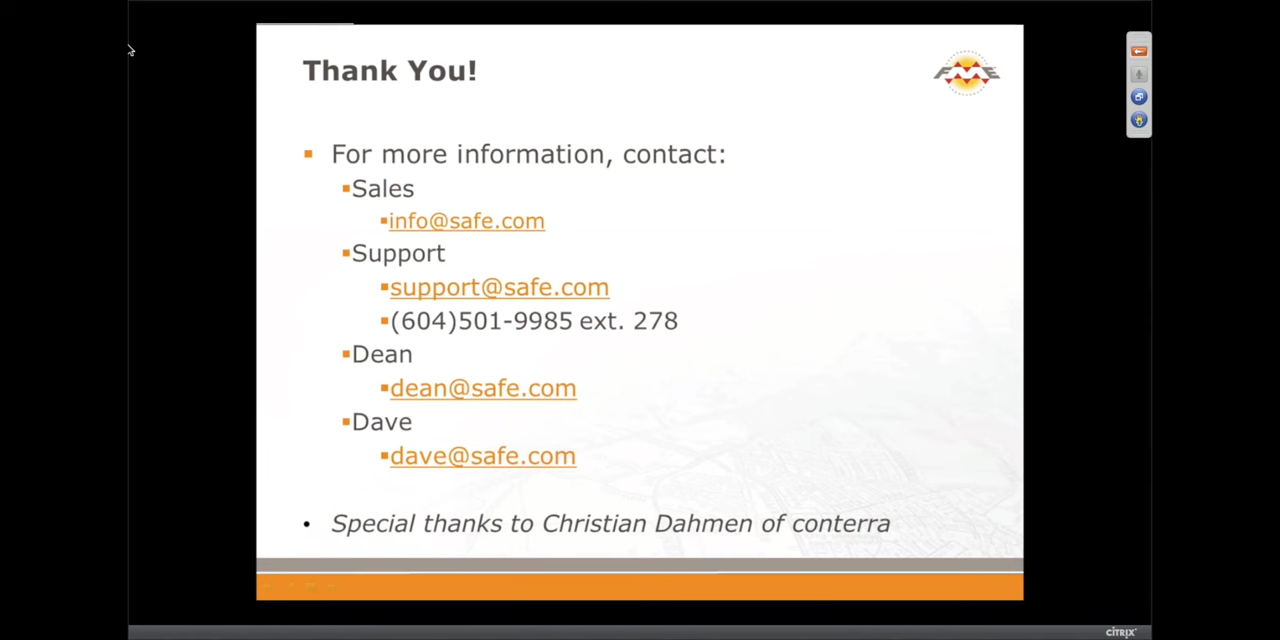 Thank You!
FME
For more information, contact:
Sales
info@safe.com
Support
support@safe.com
(604)501-9985 ext. 278
Dean
dean@safe.com
Dave
dave@safe.com
Special thanks to Christian Dahmen of conterra
CITRIX